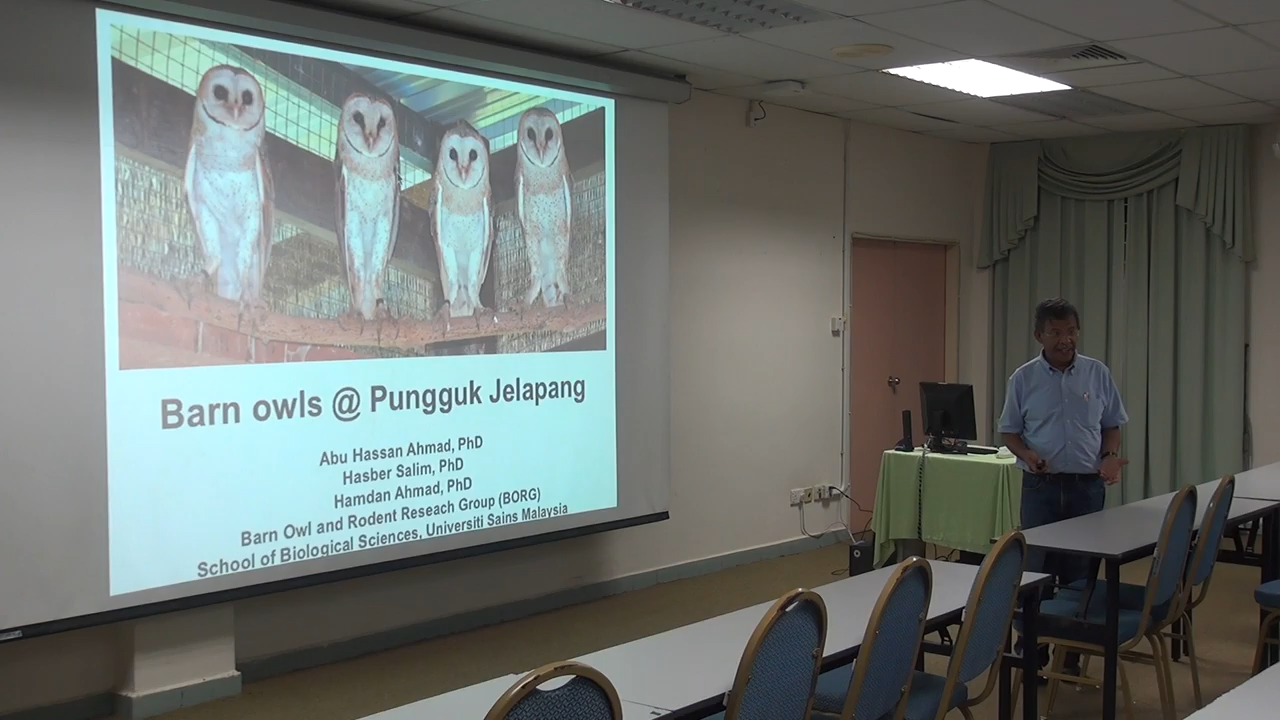 Barn owls @ Pungguk Jelapang
Abu Hassan Ahmad, PhD
Hasber Salim, PhD
Hamdan Ahmad, PhD
Barn Owl and Rodent Reseach Group (BORG)
School of Biological Sciences, Universiti Sains Malaysia